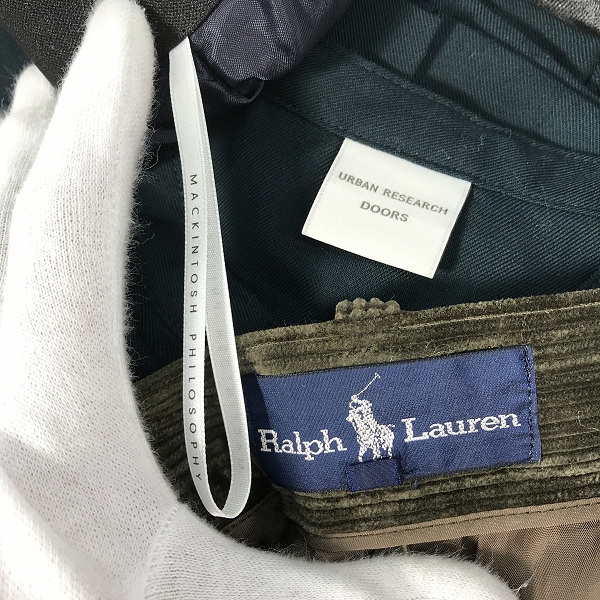 MACKINTOSH PHILOSOPHY
URBAN RESEARCH
DOORS
Ralph Lauren